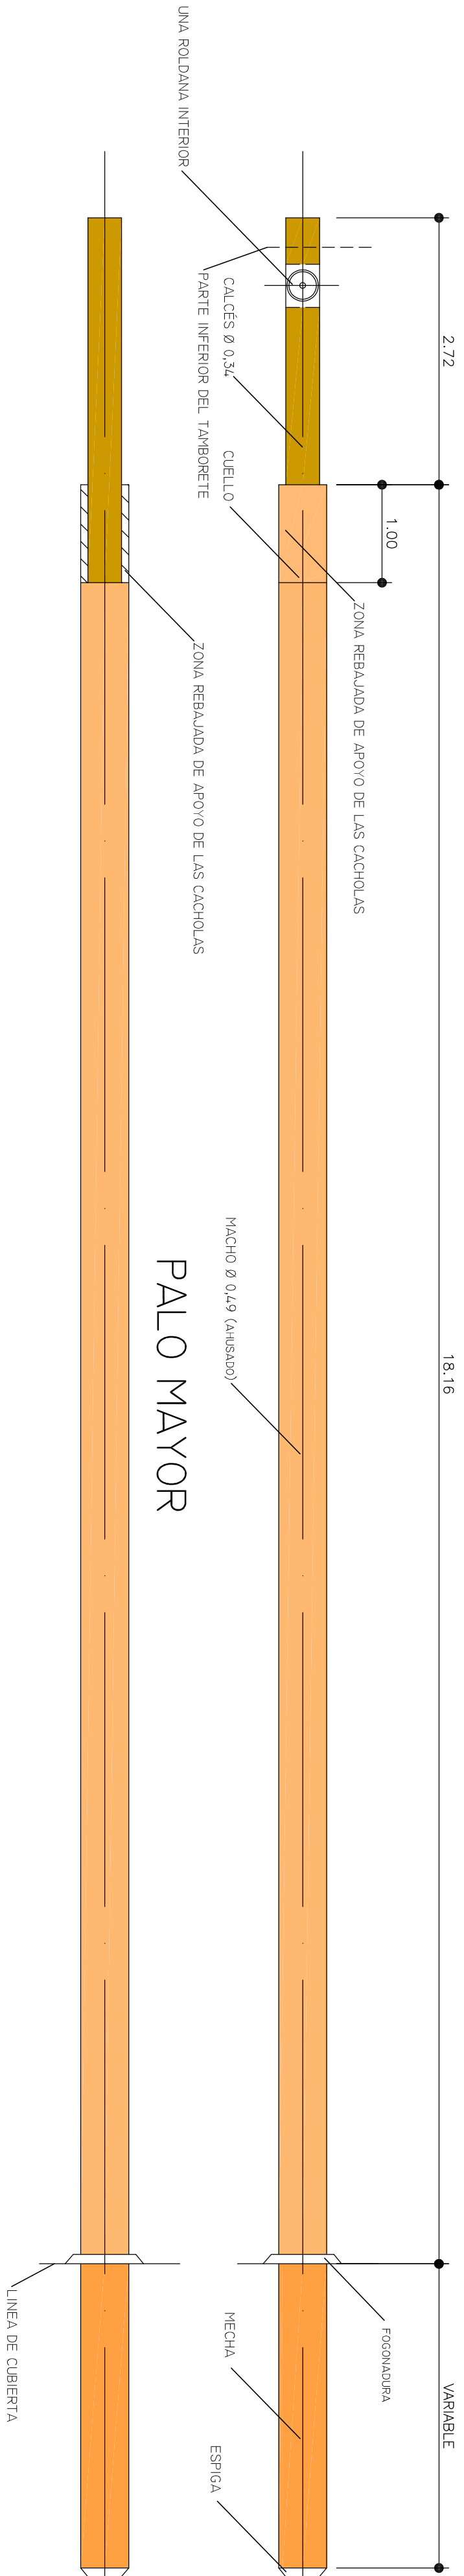 2.72
18.16
VARIABLE
1.00
ZONA REBAJADA DE APOYO DE LAS CACHOLAS
FOGONADURA
CALCÉS Ø 0,34
CUELLO
MACHO Ø 0,49 (AHUSADO)
MECHA
ESPIGA
PARTE INFERIOR DEL TAMBORETE
UNA ROLDANA INTERIOR
ZONA REBAJADA DE APOYO DE LAS CACHOLAS
PALO MAYOR
LINEA DE CUBIERTA